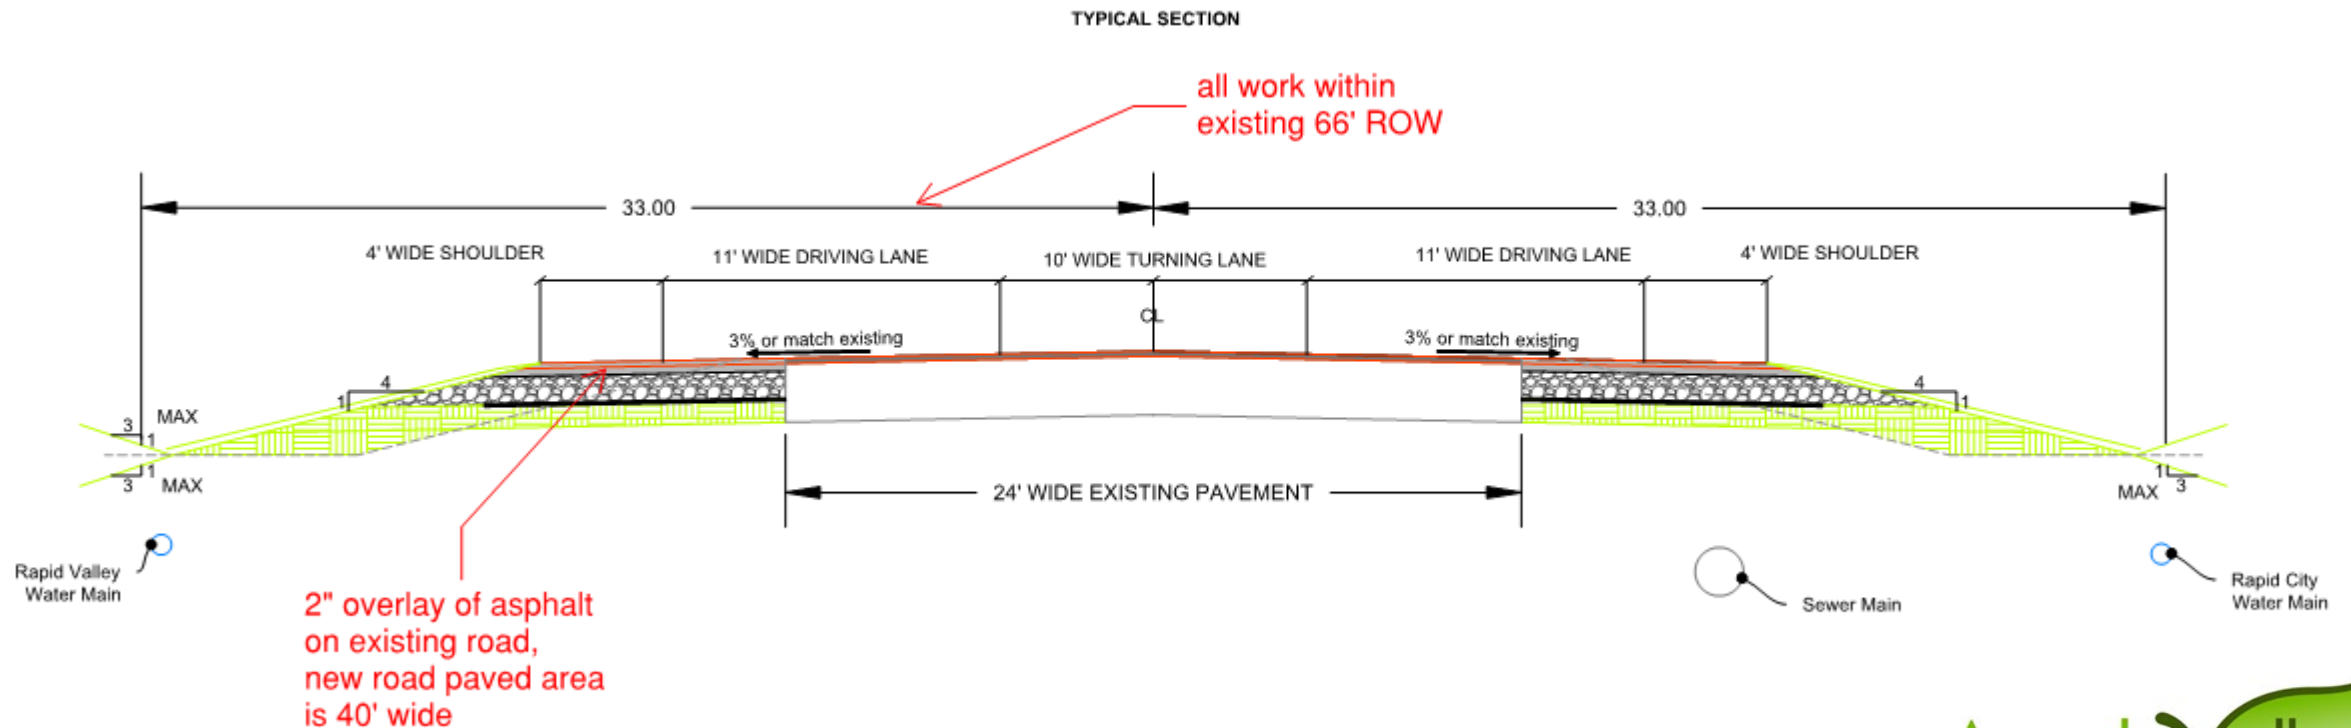 TYPICAL SECTION
all work within
existing 66' ROW
33.00
33.00
4' WIDE SHOULDER
11' WIDE DRIVING LANE
10' WIDE TURNING LANE
11' WIDE DRIVING LANE
4' WIDE SHOULDER
CL
3% or match existing
3% or match existing
4
1
4
1
3
1
MAX
1
3
MAX
1
3
MAX
24' WIDE EXISTING PAVEMENT
Rapid Valley
Water Main
Sewer Main
Rapid City
Water Main
2" overlay of asphalt
on existing road,
new road paved area
is 40' wide